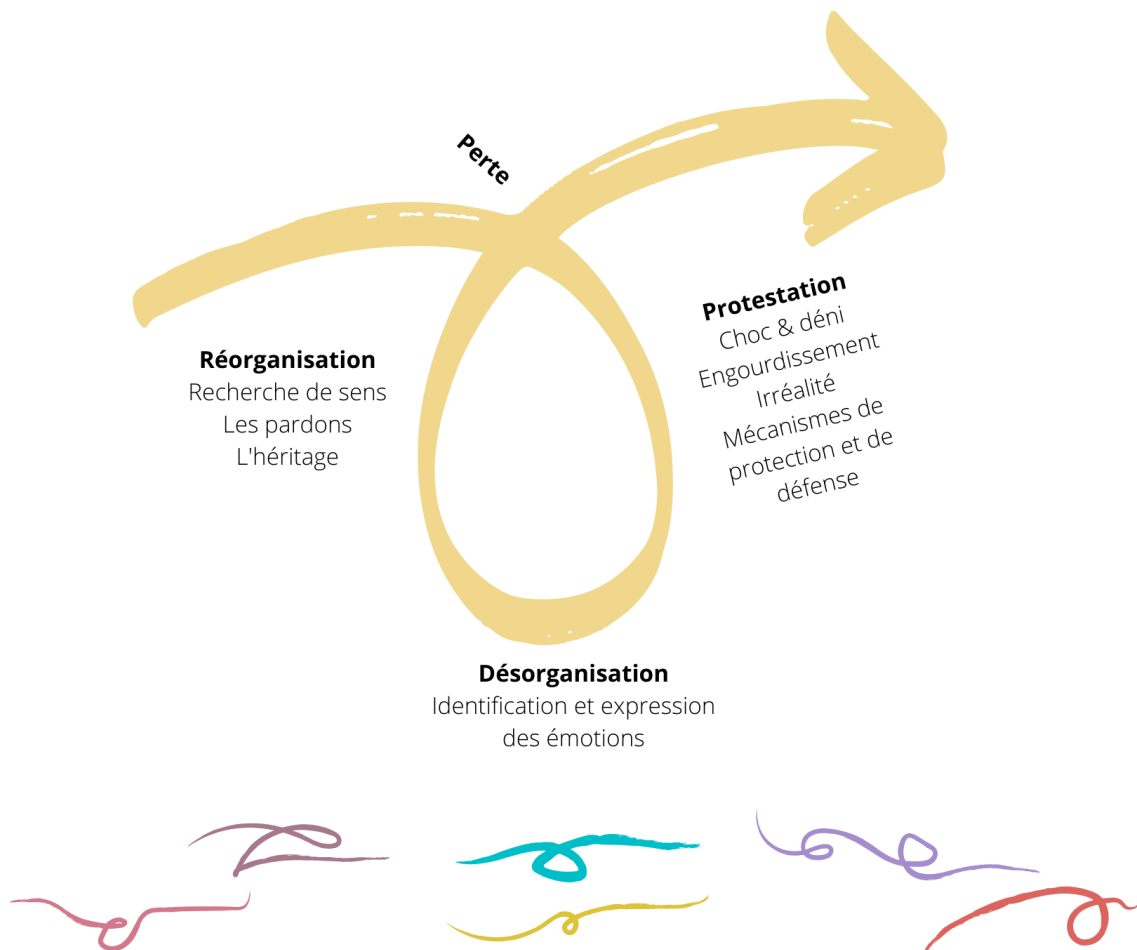 Perte
Protestation
Choc & déni
Engourdissement
Irréalité
Mécanismes de
protection et de
défense
Réorganisation
Recherche de sens
Les pardons
L'héritage
Désorganisation
Identification et expression
des émotions